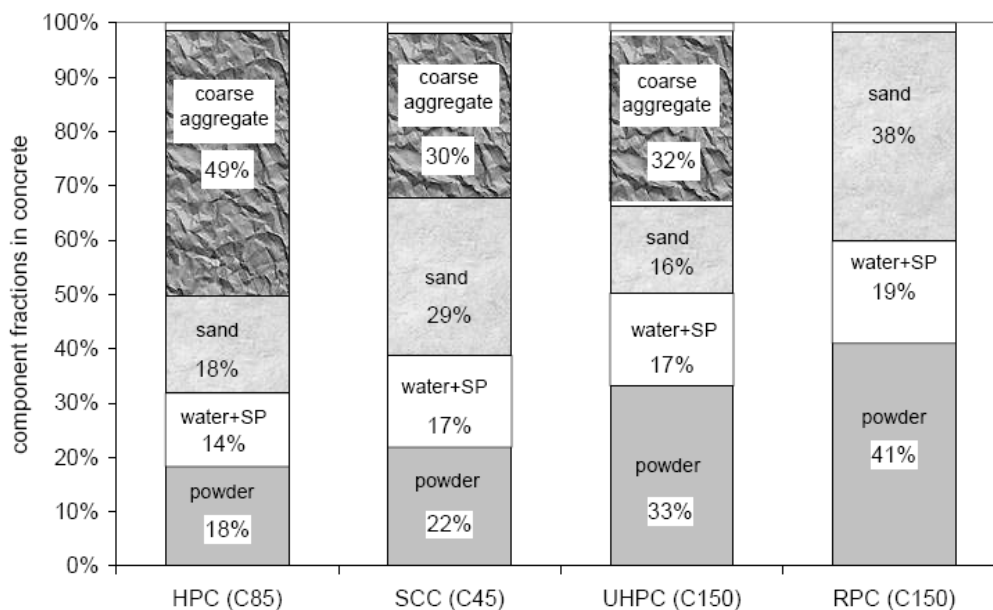 component fractions in concrete
100%
90%
80%
70%
60%
50%
40%
30%
20%
10%
0%
coarse
aggregate
49%
sand
18%
water+SP
14%
powder
18%
coarse
aggregate
30%
sand
29%
water+SP
17%
powder
22%
coarse
aggregate
32%
sand
16%
water+SP
17%
powder
33%
sand
38%
water+SP
19%
powder
41%
HPC (C85)
SCC (C45)
UHPC (C150)
RPC (C150)